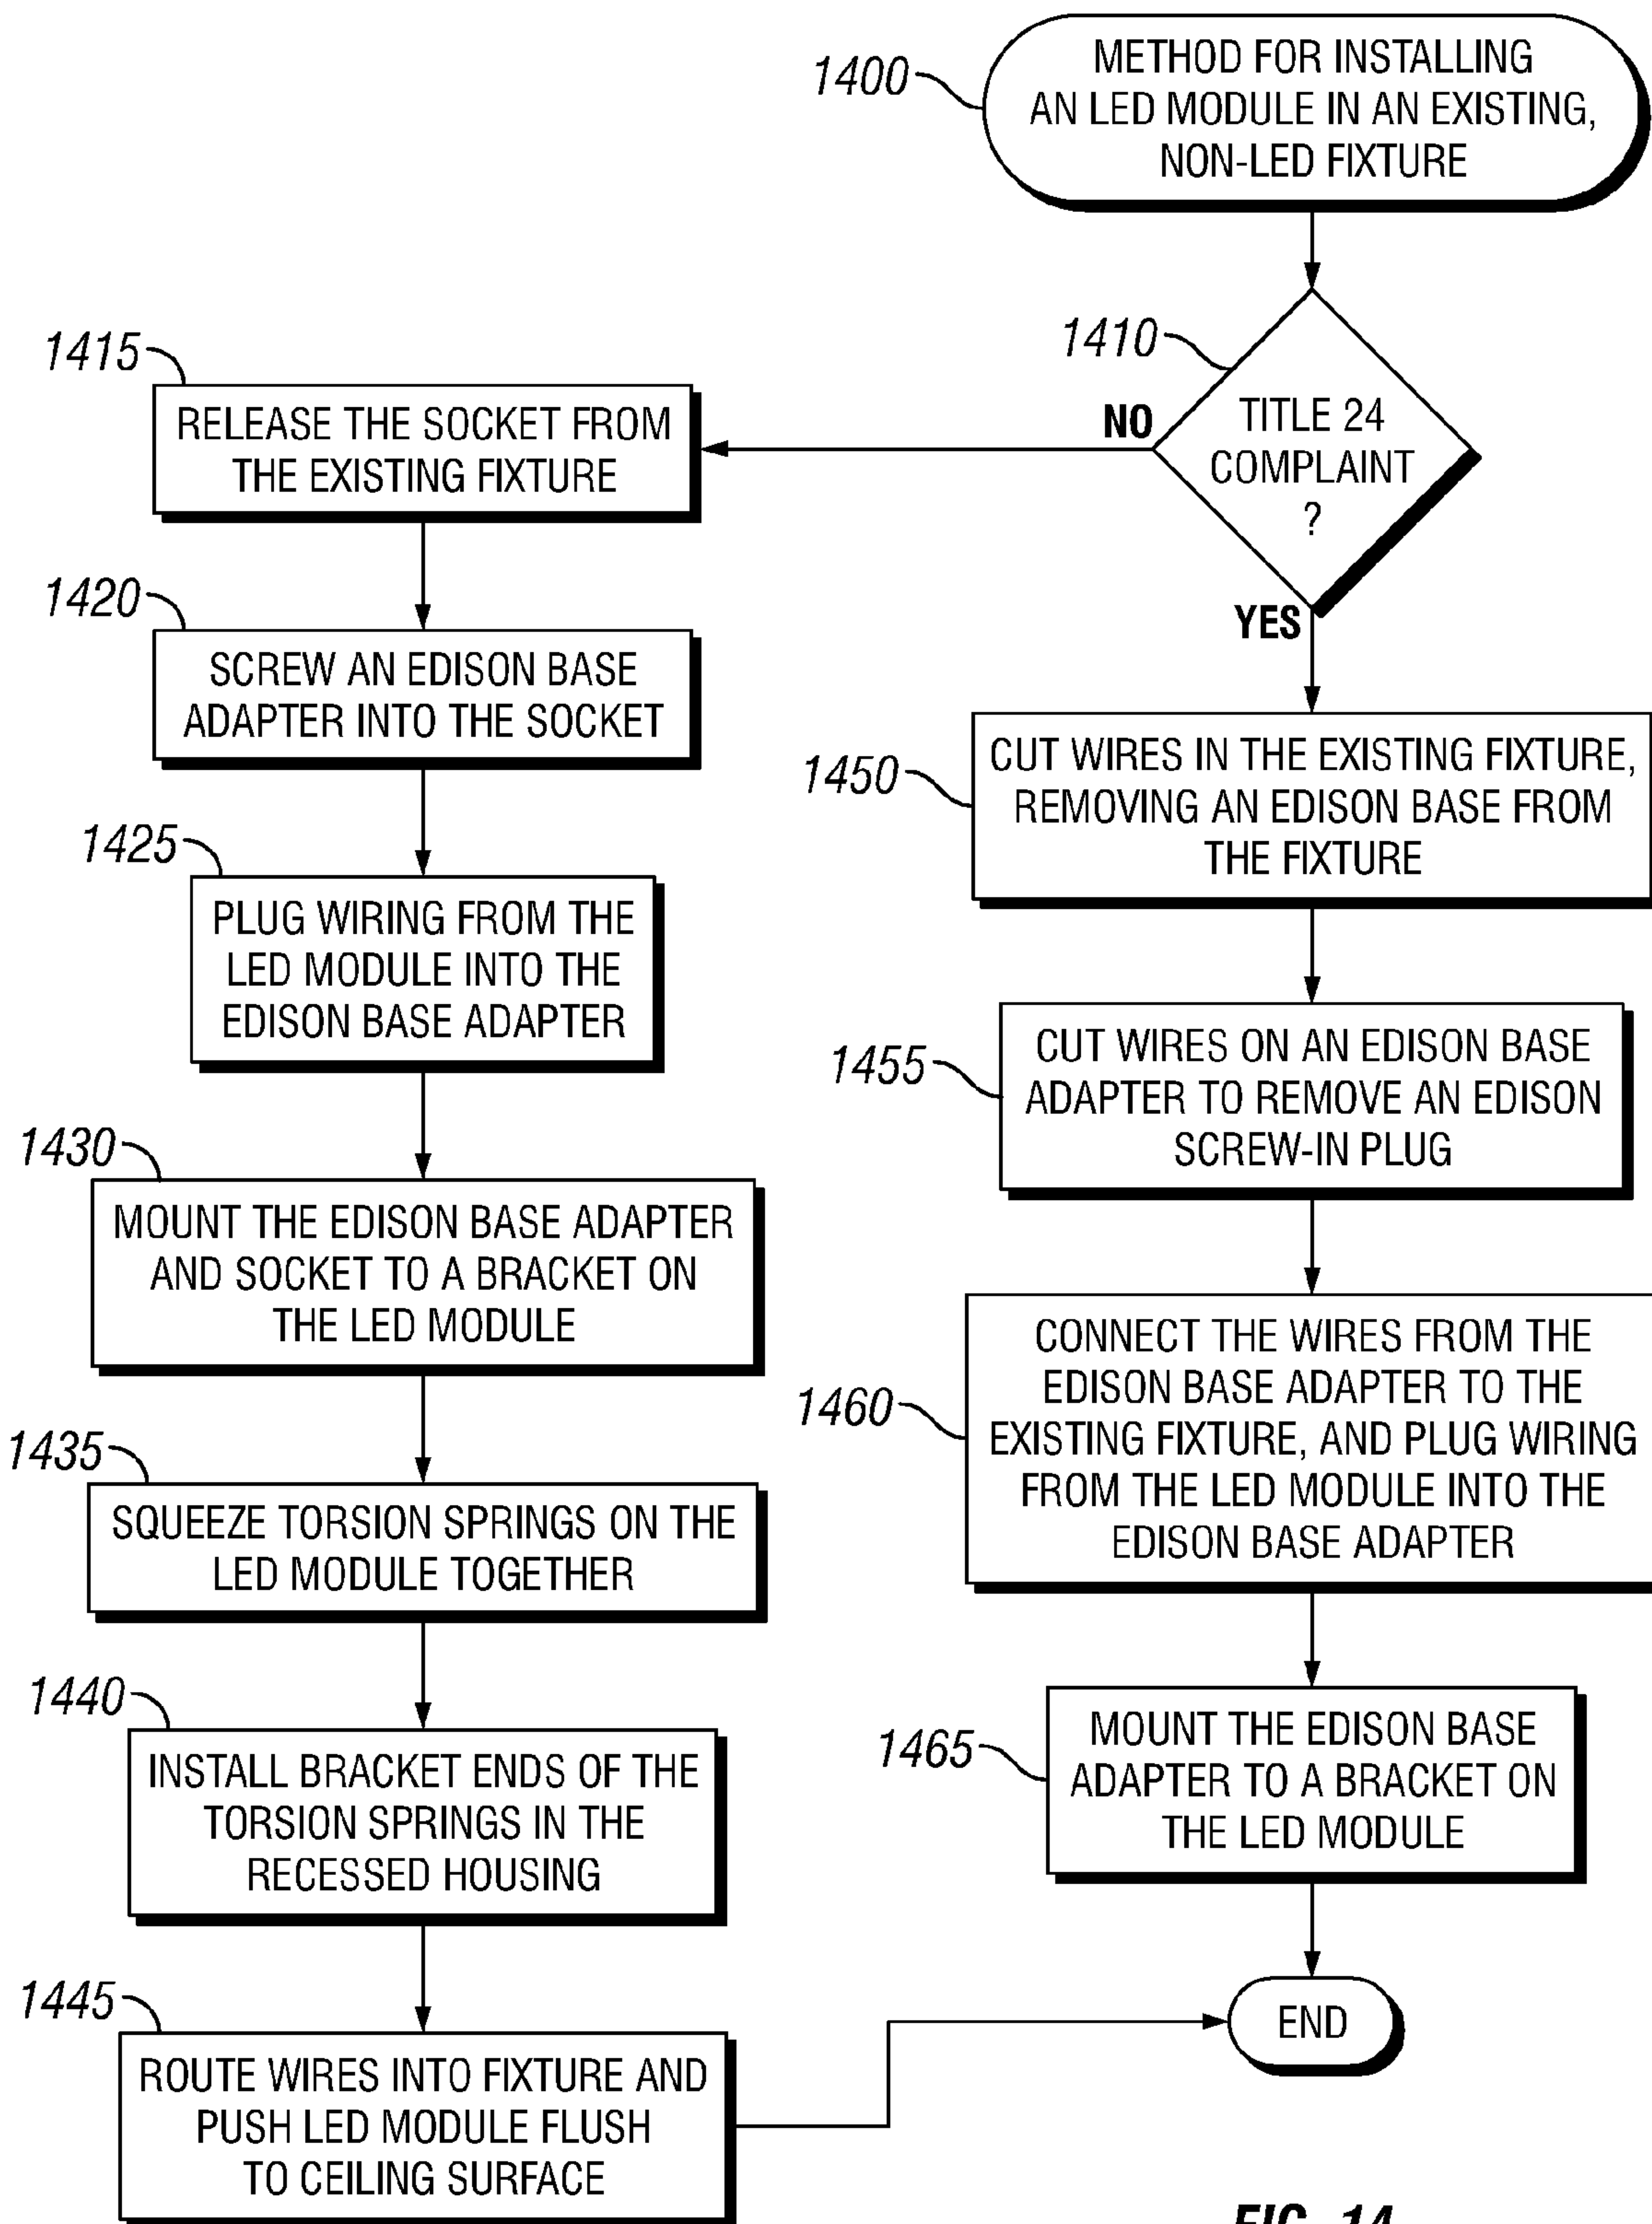 1400
METHOD FOR INSTALLING
AN LED MODULE IN AN EXISTING,
NON-LED FIXTURE
1410
TITLE 24
COMPLAINT
?
NO
YES
1415
RELEASE THE SOCKET FROM
THE EXISTING FIXTURE
1420
SCREW AN EDISON BASE
ADAPTER INTO THE SOCKET
1425
PLUG WIRING FROM THE
LED MODULE INTO THE
EDISON BASE ADAPTER
1430
MOUNT THE EDISON BASE ADAPTER
AND SOCKET TO A BRACKET ON
THE LED MODULE
1435
SQUEEZE TORSION SPRINGS ON THE
LED MODULE TOGETHER
1440
INSTALL BRACKET ENDS OF THE
TORSION SPRINGS IN THE
RECESSED HOUSING
1445
ROUTE WIRES INTO FIXTURE AND
PUSH LED MODULE FLUSH
TO CEILING SURFACE
1450
CUT WIRES IN THE EXISTING FIXTURE,
REMOVING AN EDISON BASE FROM
THE FIXTURE
1455
CUT WIRES ON AN EDISON BASE
ADAPTER TO REMOVE AN EDISON
SCREW-IN PLUG
1460
CONNECT THE WIRES FROM THE
EDISON BASE ADAPTER TO THE
EXISTING FIXTURE, AND PLUG WIRING
FROM THE LED MODULE INTO THE
EDISON BASE ADAPTER
1465
MOUNT THE EDISON BASE
ADAPTER TO A BRACKET ON
THE LED MODULE
END
FIG. 14